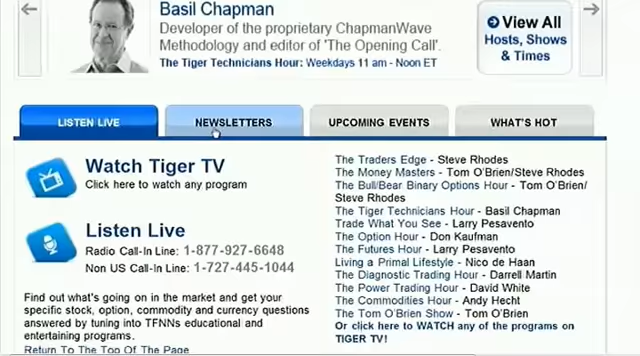 Basil Chapman
Developer of the proprietary ChapmanWave
Methodology and editor of 'The Opening Call'.
The Tiger Technicians Hour: Weekdays 11 am - Noon ET
View All
Hosts, Shows
& Times
LISTEN LIVE
NEWSLETTERS
UPCOMING EVENTS
WHAT'S HOT
Watch Tiger TV
Click here to watch any program
Listen Live
Radio Call-In Line: 1-877-927-6648
Non US Call-In Line: 1-727-445-1044
Find out what's going on in the market and get your
specific stock, option, commodity and currency questions
answered by tuning into TFNNs educational and
entertaining programs.
Return To The Top Of The Page
The Traders Edge - Steve Rhodes
The Money Masters - Tom O'Brien/Steve Rhodes
The Bull/Bear Binary Options Hour - Tom O'Brien/
Steve Rhodes
The Tiger Technicians Hour - Basil Chapman
Trade What You See - Larry Pesavento
The Option Hour - Don Kaufman
The Futures Hour - Larry Pesavento
Living a Primal Lifestyle - Nico de Haan
The Diagnostic Trading Hour - Darrell Martin
The Power Trading Hour - David White
The Commodities Hour - Andy Hecht
The Tom O'Brien Show - Tom O'Brien
Or click here to WATCH any of the programs on
TIGER TV!